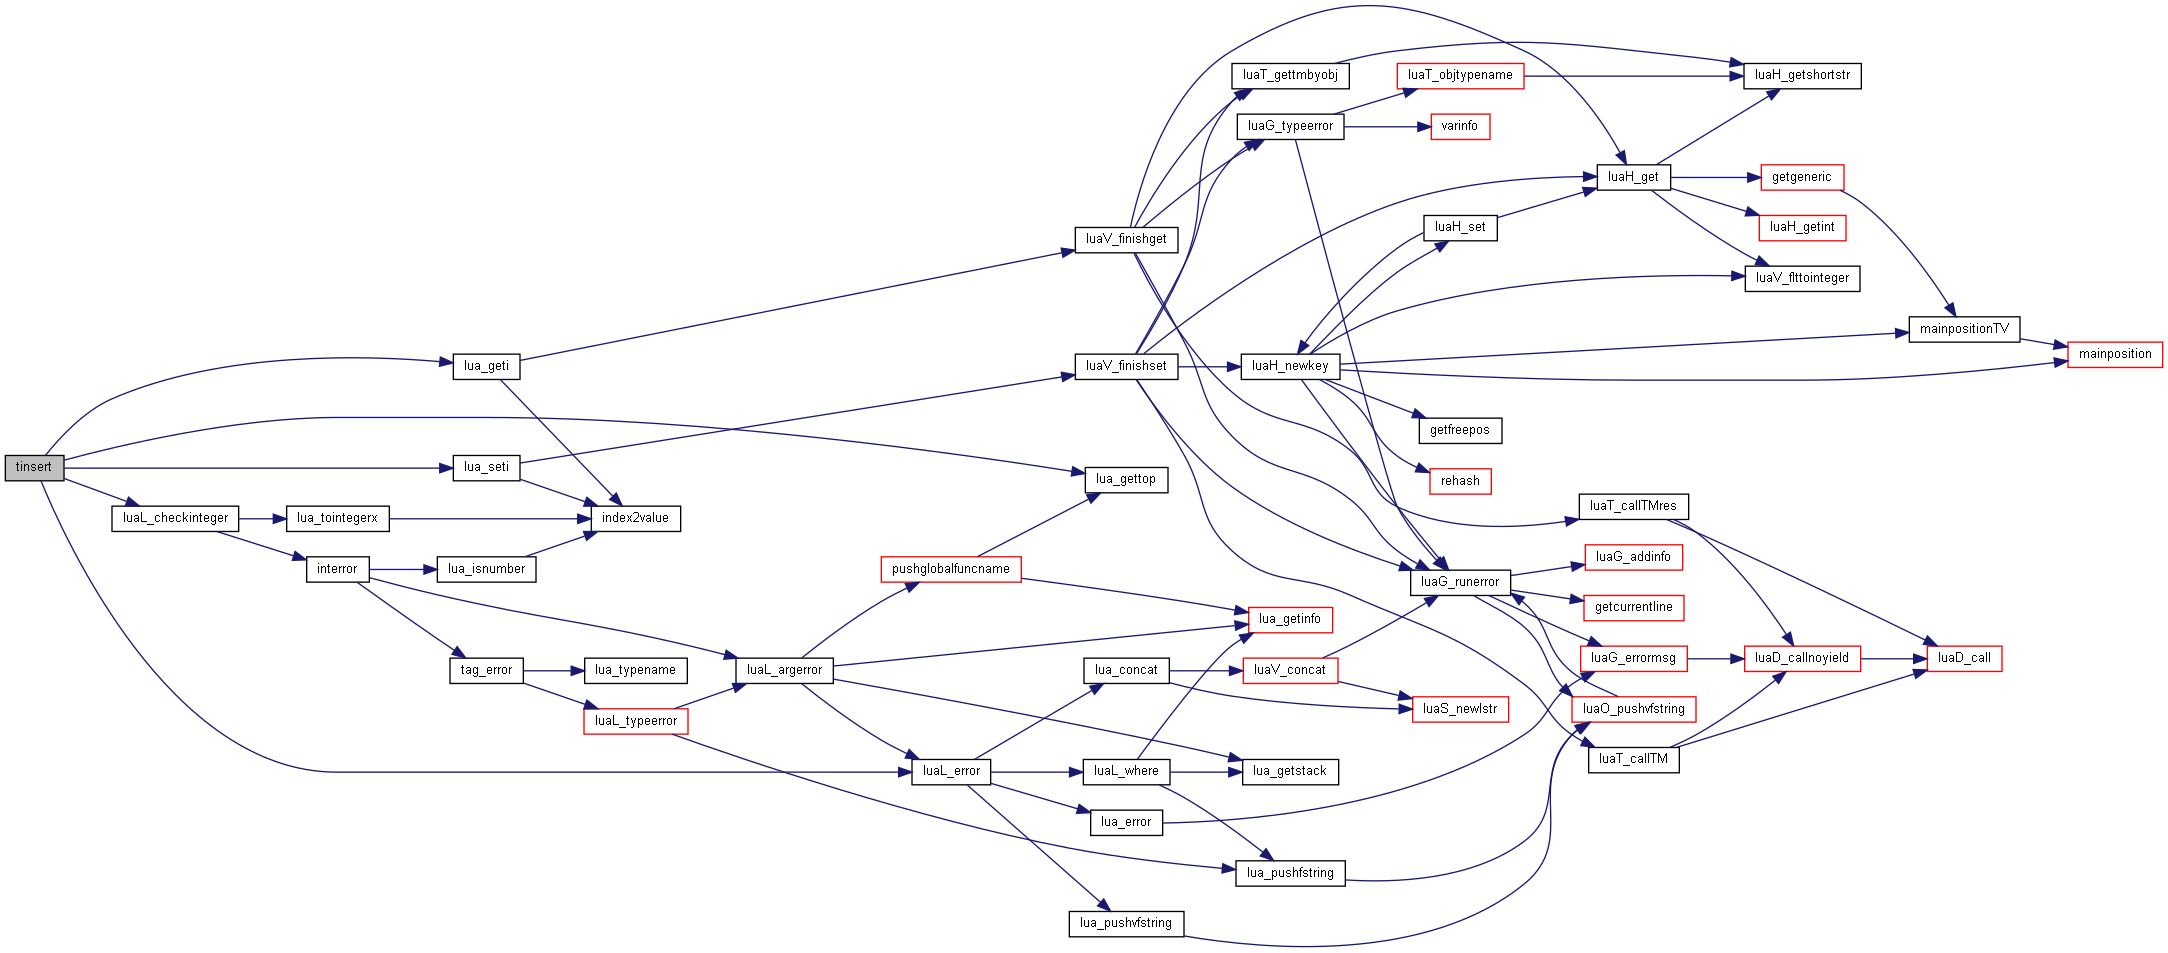 tinsert
lua_geti
lua_seti
luaL_checkinteger
lua_tointegerx
interror
lua_isnumber
index2value
tag_error
lua_typename
luaL_typeerror
luaL_argerror
pushglobalfuncname
luaL_error
luaV_finishget
luaV_finishset
lua_gettop
lua_concat
luaL_where
lua_error
lua_pushvfstring
luaT_gettmbyobj
luaG_typeerror
luaH_newkey
lua_getinfo
luaV_concat
lua_getstack
lua_pushfstring
luaT_objtypename
varinfo
luaH_set
getfreepos
rehash
luaG_runerror
luaS_newlstr
luaH_get
luaT_callTMres
luaG_addinfo
getcurrentline
luaG_errormsg
luaO_pushvfstring
luaT_callTM
luaH_getshortstr
getgeneric
luaH_getint
luaV_flttointeger
luaD_callnoyield
mainpositionTV
luaD_call
mainposition